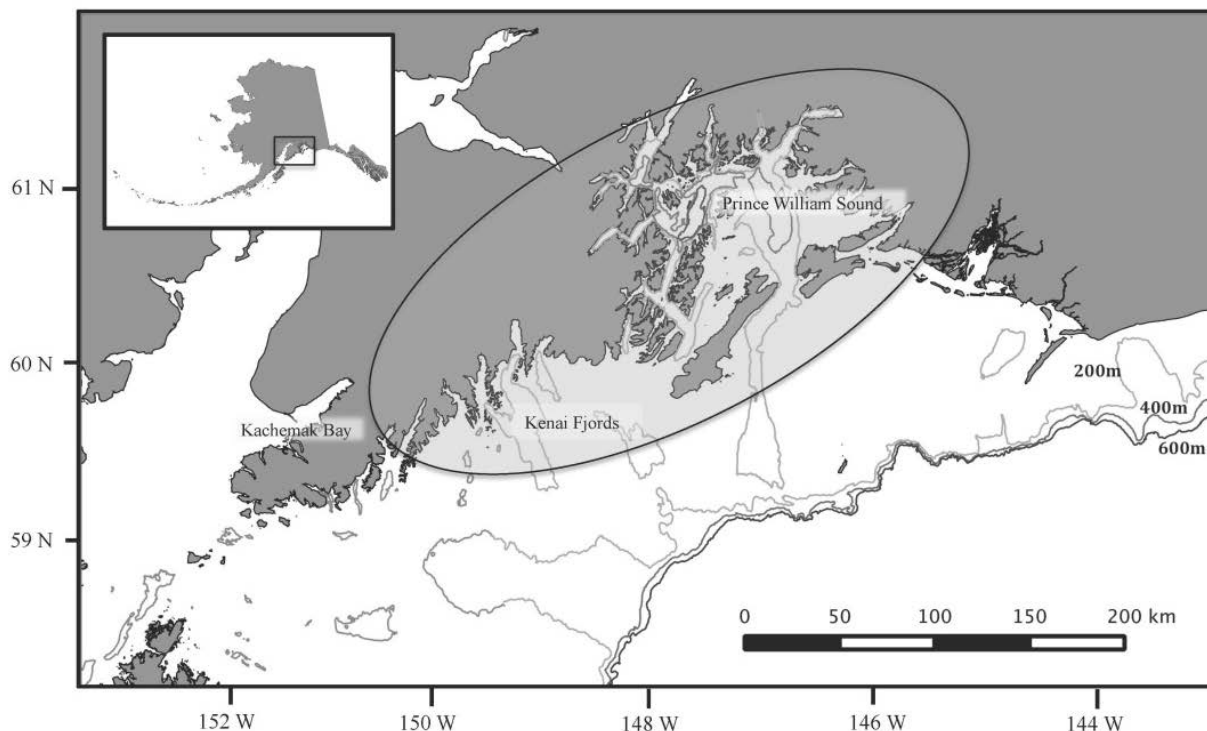 61 N
Prince William Sound
60 N
200m
400m
Kenai Fjords
Kachemak Bay
600m
59 N
0 50 100 150 200 km
152 W 150 W 148 W 146 W 144 W